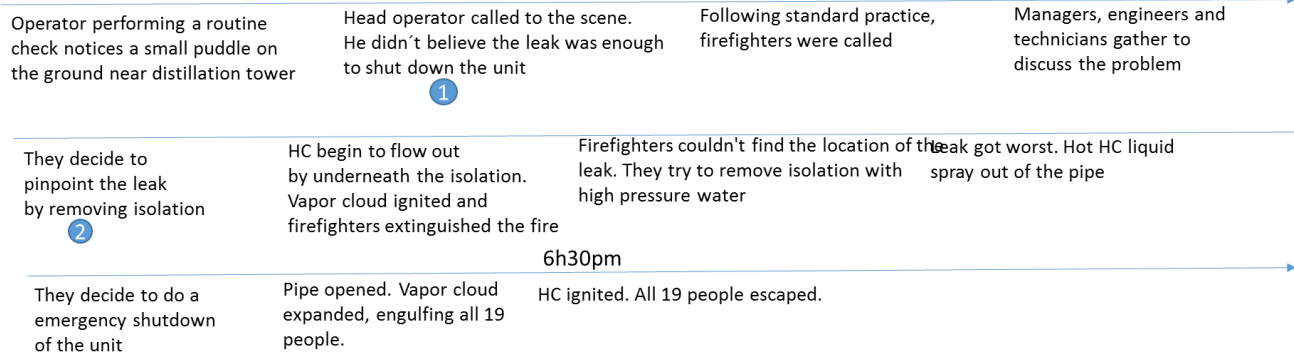 Operator performing a routine
check notices a small puddle on
the ground near distillation tower
Head operator called to the scene.
He didn´t believe the leak was enough
to shut down the unit
1
Following standard practice,
firefighters were called
Managers, engineers and
technicians gather to
discuss the problem
They decide to
pinpoint the leak
by removing isolation
2
HC begin to flow out
by underneath the isolation.
Vapor cloud ignited and
firefighters extinguished the fire
Firefighters couldn't find the location of the
leak. They try to remove isolation with
high pressure water
Leak got worst. Hot HC liquid
spray out of the pipe
They decide to do a
emergency shutdown
of the unit
Pipe opened. Vapor cloud
expanded, engulfing all 19
people.
6h30pm
HC ignited. All 19 people escaped.